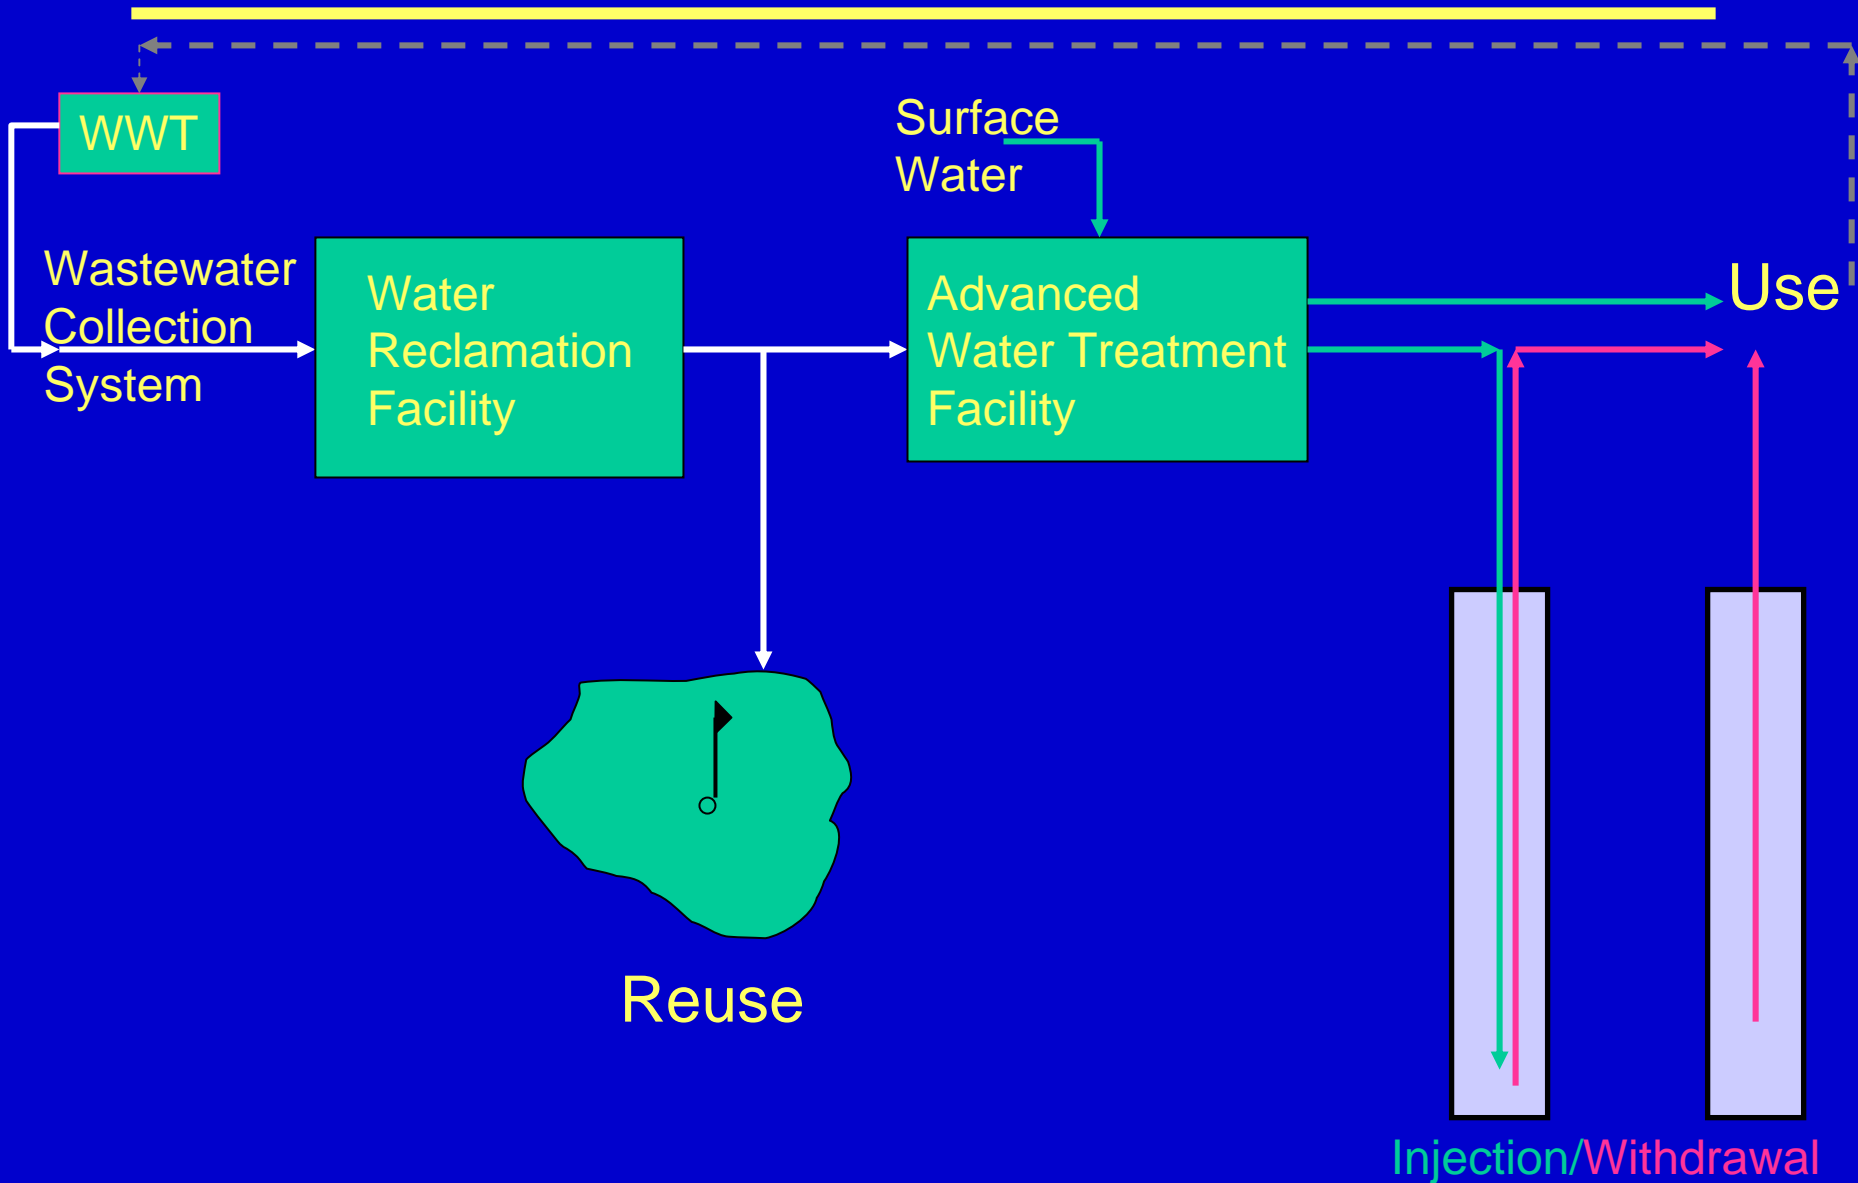 WWT
Surface
Water
Wastewater
Collection
System
Water
Reclamation
Facility
Advanced
Water Treatment
Facility
Use
Reuse
Injection/Withdrawal